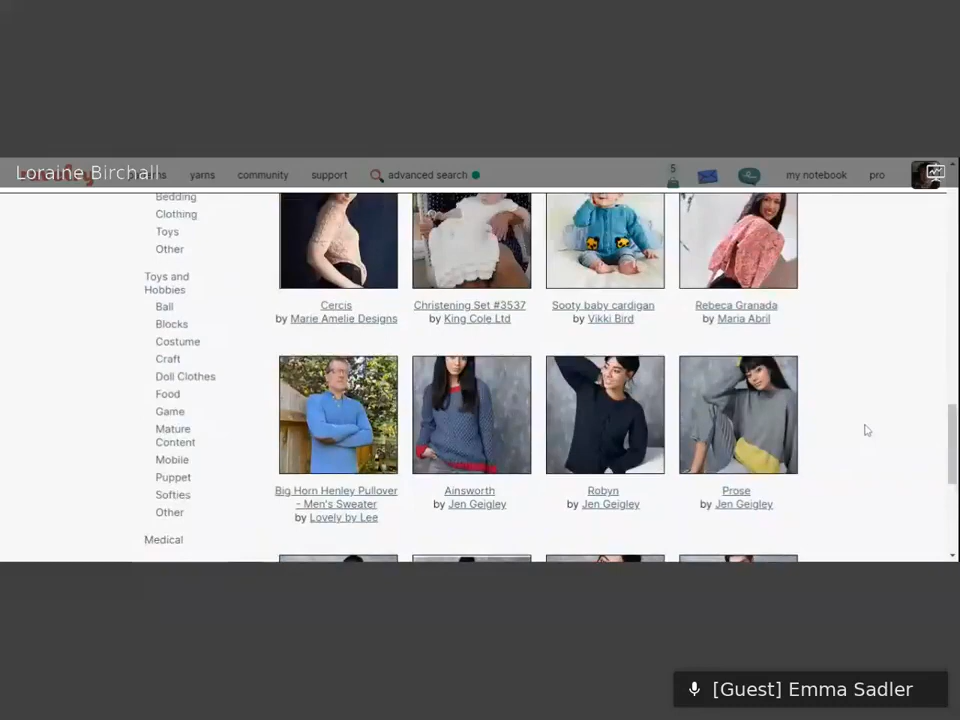 Loraine Birchall
yarns
community
support
advanced search
5
my notebook
pro
Bedding
Clothing
Toys
Other
Toys and
Hobbies
Ball
Blocks
Costume
Craft
Doll Clothes
Food
Game
Mature
Content
Mobile
Puppet
Softies
Other
Medical
Cercis
by Marie Amelie Designs
Christening Set #3537
by King Cole Ltd
Sooty baby cardigan
by Vikki Bird
Rebeca Granada
by Maria Abril
Big Horn Henley Pullover
- Men's Sweater
by Lovely by Lee
Ainsworth
by Jen Geigley
Robyn
by Jen Geigley
Prose
by Jen Geigley
[Guest] Emma Sadler